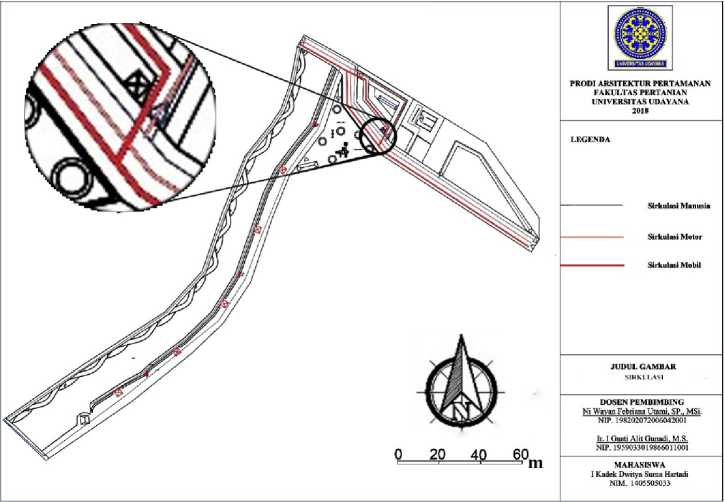 UNIVERSITAS UDAYANA
PRODI ARSITEKTUR PERTAMANAN
FAKULTAS PERTANIAN
UNIVERSITAS UDAYANA
2018
LEGENDA
Sirkulasi Manusia
Sirkulasi Motor
Sirkulasi Mobil
JUDUL GAMBAR
SIRKULASI
DOSEN PEMBIMBING
Ni Wayan Febriana Utami, SP., MSi.
NIP. 198202072006042001
Ir. I Gusti Alit Gunadi, M.S.
NIP. 1959033019866011001
MAHASISWA
I Kadek Dwitya Surna Hartadi
NIM. 1405505033
N
0 20 40 60 m